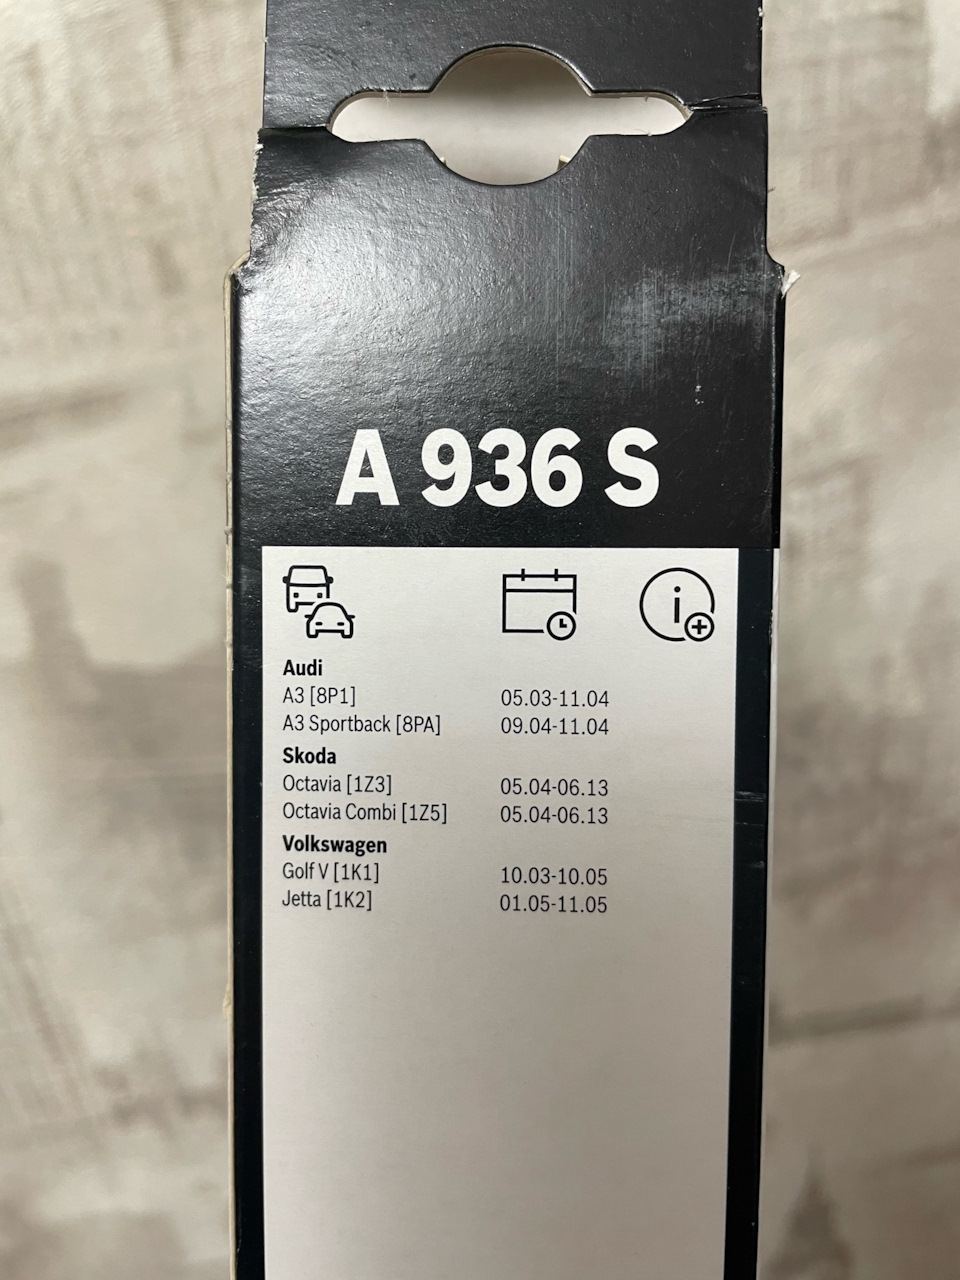 A 936 S
Audi
A3 [8P1] 05.03-11.04
A3 Sportback [8PA] 09.04-11.04
Skoda
Octavia [1Z3] 05.04-06.13
Octavia Combi [1Z5] 05.04-06.13
Volkswagen
Golf V [1K1] 10.03-10.05
Jetta [1K2] 01.05-11.05